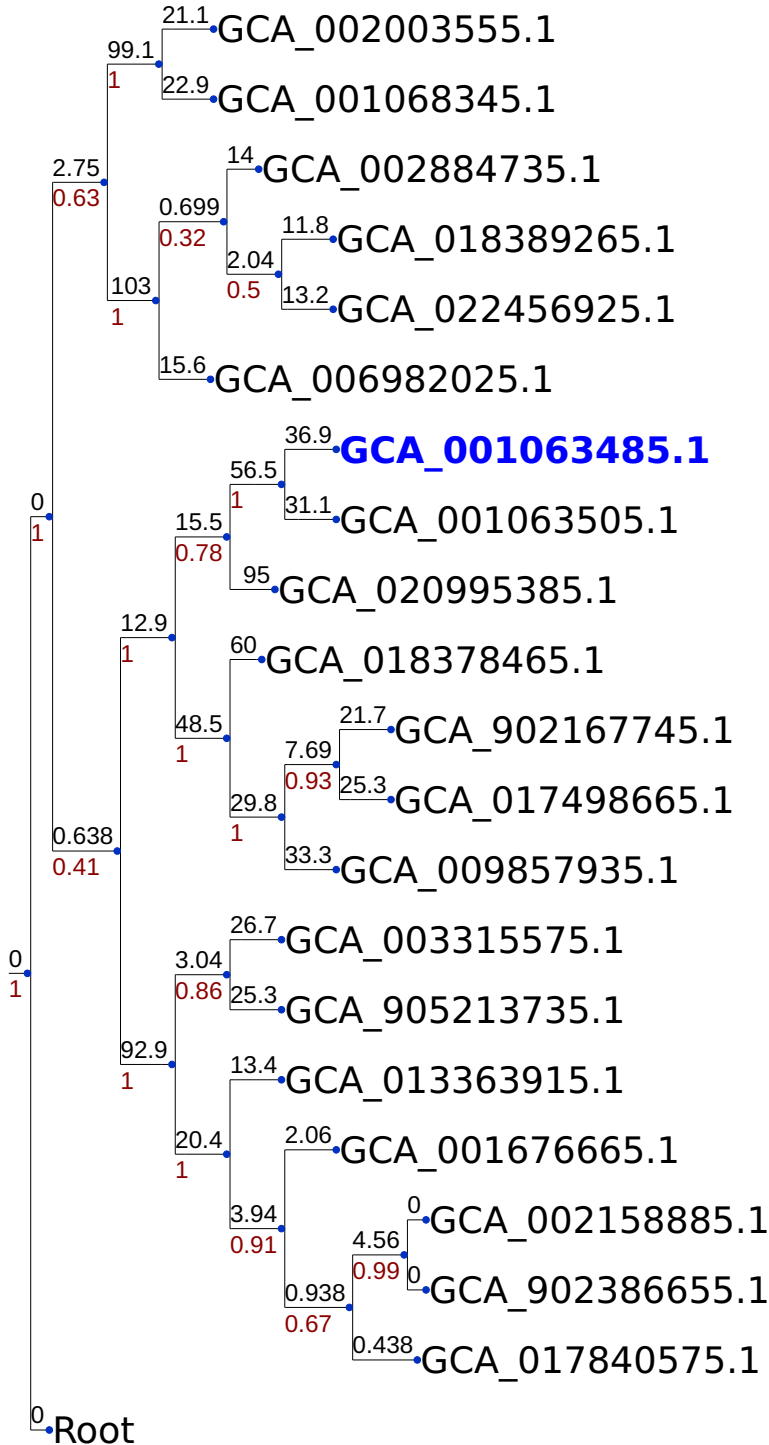 21.1
GCA_002003555.1
99.1
1
22.9
GCA_001068345.1
2.75
0.63
14
GCA_002884735.1
0.699
0.32
11.8
GCA_018389265.1
2.04
0.5
13.2
GCA_022456925.1
103
1
15.6
GCA_006982025.1
36.9
GCA_001063485.1
56.5
1
31.1
GCA_001063505.1
0
1
15.5
0.78
95
GCA_020995385.1
12.9
1
60
GCA_018378465.1
21.7
GCA_902167745.1
48.5
1
7.69
0.93
25.3
GCA_017498665.1
29.8
1
0.638
0.41
33.3
GCA_009857935.1
26.7
GCA_003315575.1
0
1
3.04
0.86
25.3
GCA_905213735.1
92.9
1
13.4
GCA_013363915.1
20.4
1
2.06
GCA_001676665.1
3.94
0.91
0
GCA_002158885.1
4.56
0.99
0
GCA_902386655.1
0.938
0.67
0.438
GCA_017840575.1
0
Root